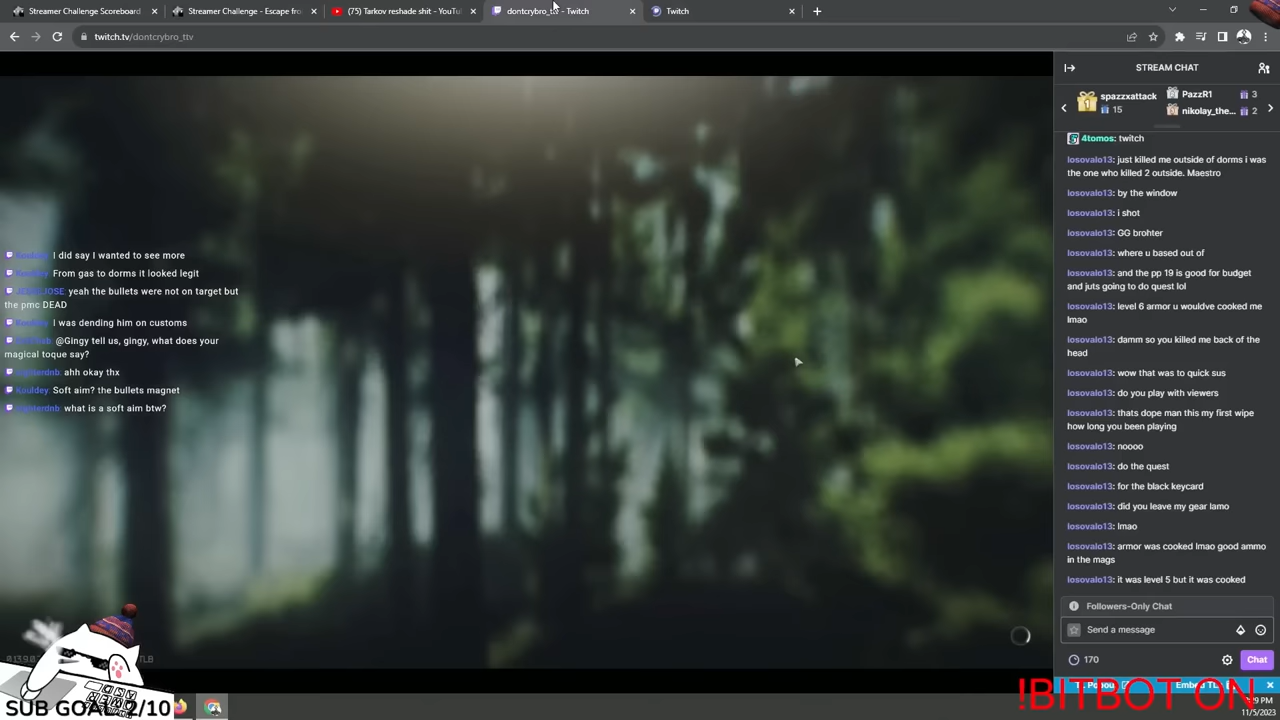 Streamer Challenge Scoreboard
Streamer Challenge - Escape fro
(75) Tarkov reshade shit - YouTu
dontcrybro_ttv - Twitch
Twitch
twitch.tv/dontcrybro_ttv
STREAM CHAT
spazzxattack
15
PazzR1 3
nikolay_the... 2
4tomos: twitch
losovalo13: just killed me outside of dorms i was
the one who killed 2 outside. Maestro
losovalo13: by the window
losovalo13: i shot
losovalo13: GG brohter
losovalo13: where u based out of
losovalo13: and the pp 19 is good for budget
and juts going to do quest lol
losovalo13: level 6 armor u wouldve cooked me
lmao
losovalo13: damm so you killed me back of the
head
losovalo13: wow that was to quick sus
losovalo13: do you play with viewers
losovalo13: thats dope man this my first wipe
how long you been playing
losovalo13: noooo
losovalo13: do the quest
losovalo13: for the black keycard
losovalo13: did you leave my gear lamo
losovalo13: lmao
losovalo13: armor was cooked lmao good ammo
in the mags
losovalo13: it was level 5 but it was cooked
Followers-Only Chat
Send a message
170
Chat
I did say I wanted to see more
From gas to dorms it looked legit
yeah the bullets were not on target but
the pmc DEAD
I was dending him on customs
@Gingy tell us, gingy, what does your
magical toque say?
ahh okay thx
Kouldey: Soft aim? the bullets magnet
what is a soft aim btw?
SUB GOAL 2/10
!BITBOT ON
11/5/2023